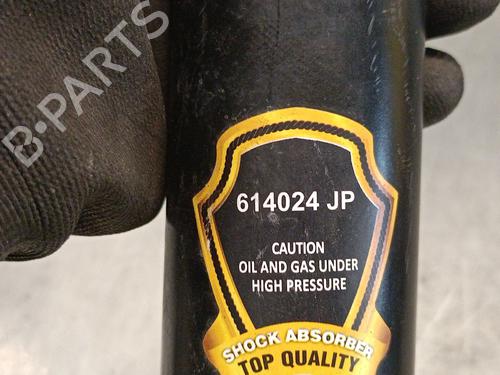 B-PARTS
614024 JP
CAUTION
OIL AND GAS UNDER
HIGH PRESSURE
SHOCK ABSORBER
TOP QUALITY